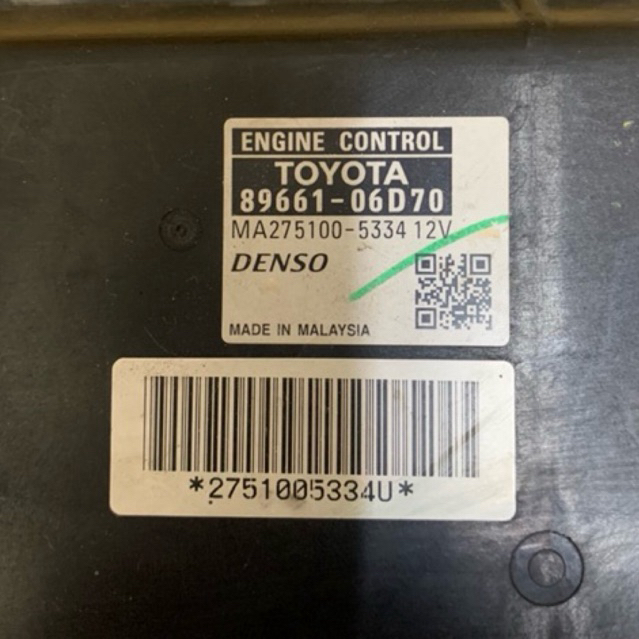 ENGINE CONTROL
TOYOTA
89661-06D70
MA275100-5334 12V
DENSO
MADE IN MALAYSIA
*2751005334U*